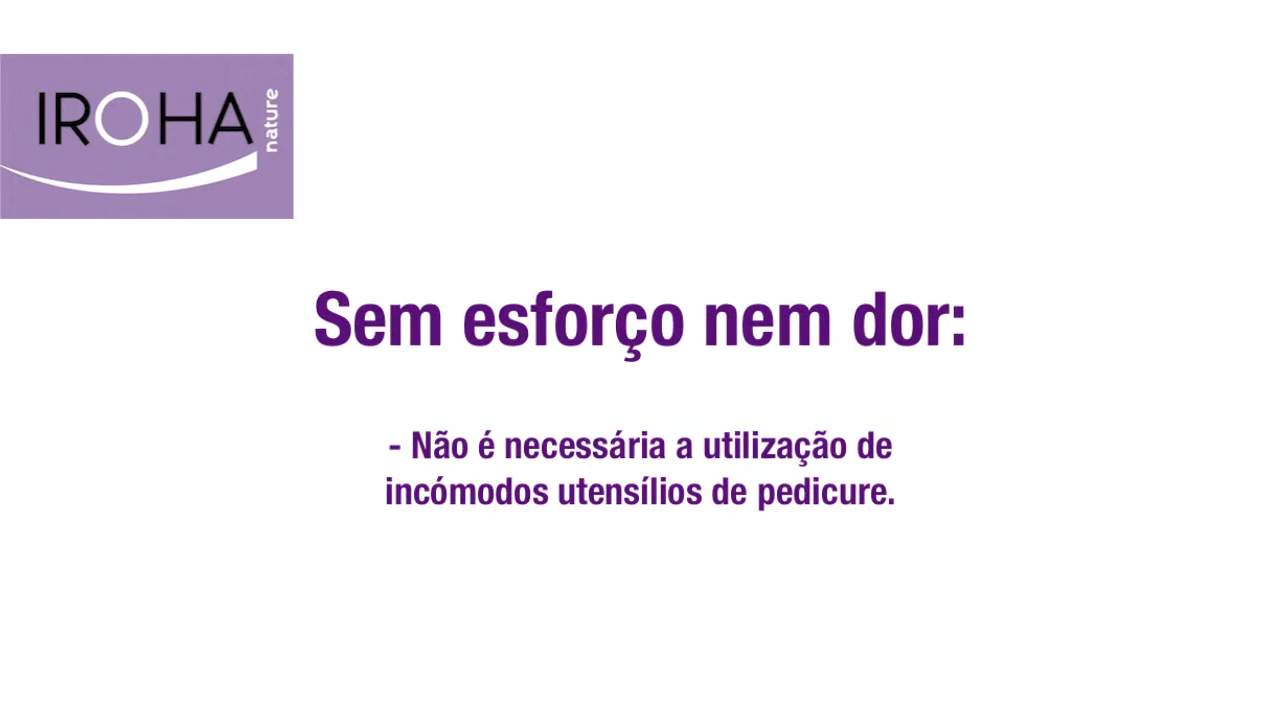 IROHA
nature
Sem esforço nem dor:
- Não é necessária a utilização de
incómodos utensílios de pedicure.